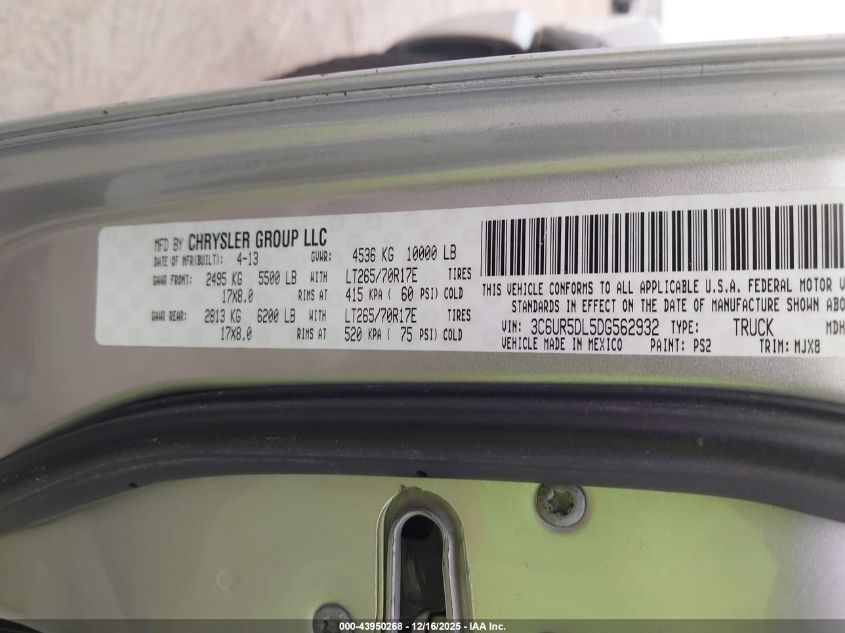 MFD BY CHRYSLER GROUP LLC
DATE OF MFR(BUILT): 4-13 GVWR: 4536 KG 10000 LB
GAWR FRONT: 2495 KG 5500 LB WITH LT265/70R17E TIRES
17X8.0 RIMS AT 415 KPA ( 60 PSI) COLD
GAWR REAR: 2813 KG 6200 LB WITH LT265/70R17E TIRES
17X8.0 RIMS AT 520 KPA ( 75 PSI) COLD
THIS VEHICLE CONFORMS TO ALL APPLICABLE U.S.A. FEDERAL MOTOR V
STANDARDS IN EFFECT ON THE DATE OF MANUFACTURE SHOWN ABO
VIN: 3C6UR5DL5DG562932 TYPE: TRUCK MDH
VEHICLE MADE IN MEXICO PAINT: PS2 TRIM: MJX8
000-43950268 - 12/16/2025 - IAA Inc.